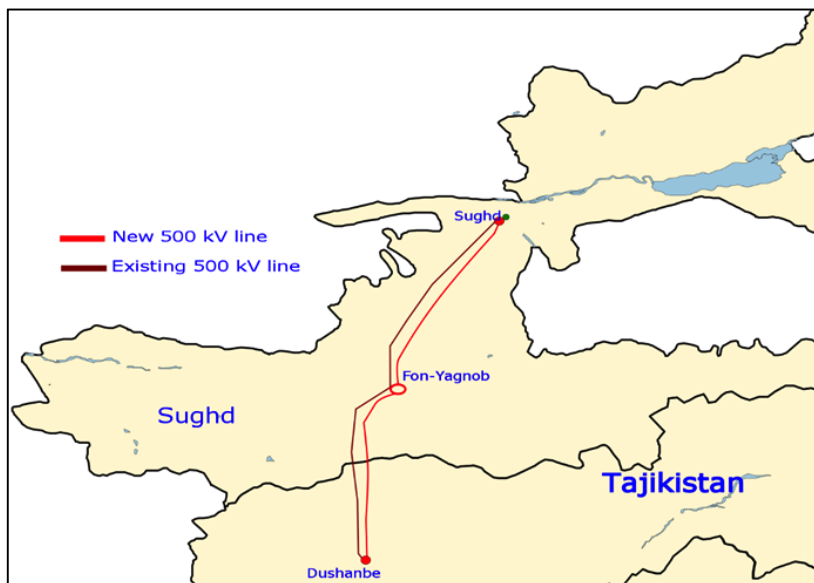 Sughd
New 500 kV line
Existing 500 kV line
Fon-Yagnob
Sughd
Tajikistan
Dushanbe